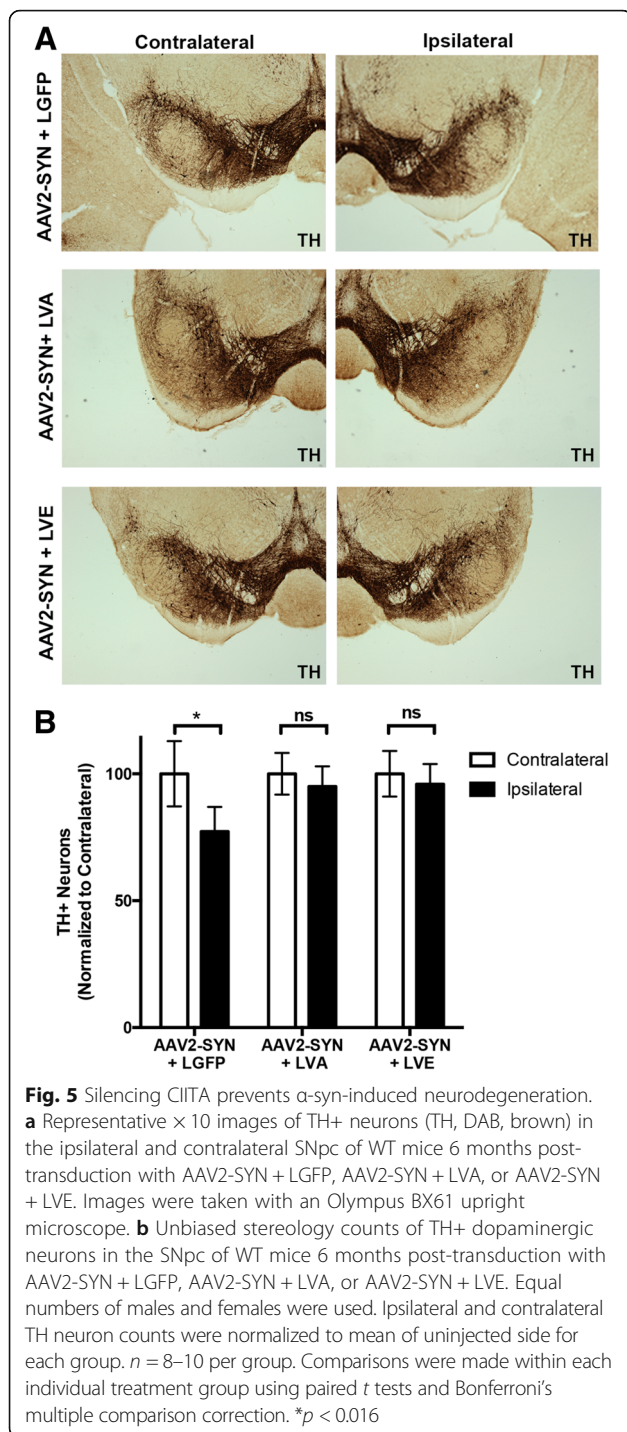 A
Contralateral
Ipsilateral
AAV2-SYN + LGFP
TH
TH
AAV2-SYN+ LVA
TH
TH
AAV2-SYN + LVE
TH
TH
B
*
ns
ns
Contralateral
Ipsilateral
TH+ Neurons
(Normalized to Contralateral)
100
50
0
AAV2-SYN
+ LGFP
AAV2-SYN
+ LVA
AAV2-SYN
+ LVE
Fig. 5 Silencing CIITA prevents α-syn-induced neurodegeneration.
a Representative × 10 images of TH+ neurons (TH, DAB, brown) in
the ipsilateral and contralateral SNpc of WT mice 6 months post-
transduction with AAV2-SYN + LGFP, AAV2-SYN + LVA, or AAV2-SYN
+ LVE. Images were taken with an Olympus BX61 upright
microscope. b Unbiased stereology counts of TH+ dopaminergic
neurons in the SNpc of WT mice 6 months post-transduction with
AAV2-SYN + LGFP, AAV2-SYN + LVA, or AAV2-SYN + LVE. Equal
numbers of males and females were used. Ipsilateral and contralateral
TH neuron counts were normalized to mean of uninjected side for
each group. n = 8–10 per group. Comparisons were made within each
individual treatment group using paired t tests and Bonferroni's
multiple comparison correction. *p < 0.016